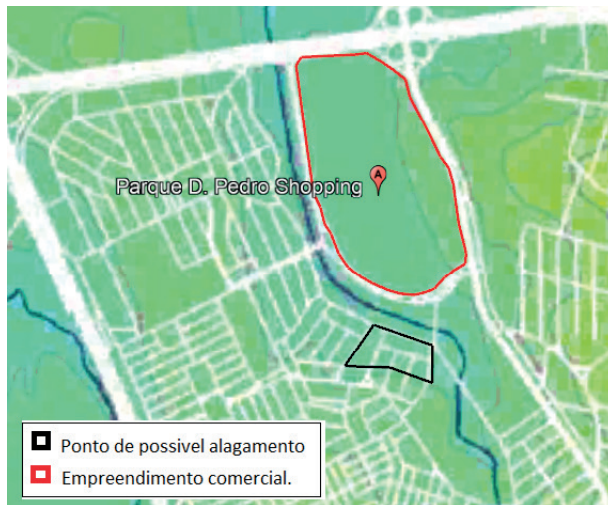 A
Parque D. Pedro Shopping
Ponto de possivel alagamento
Empreendimento comercial.